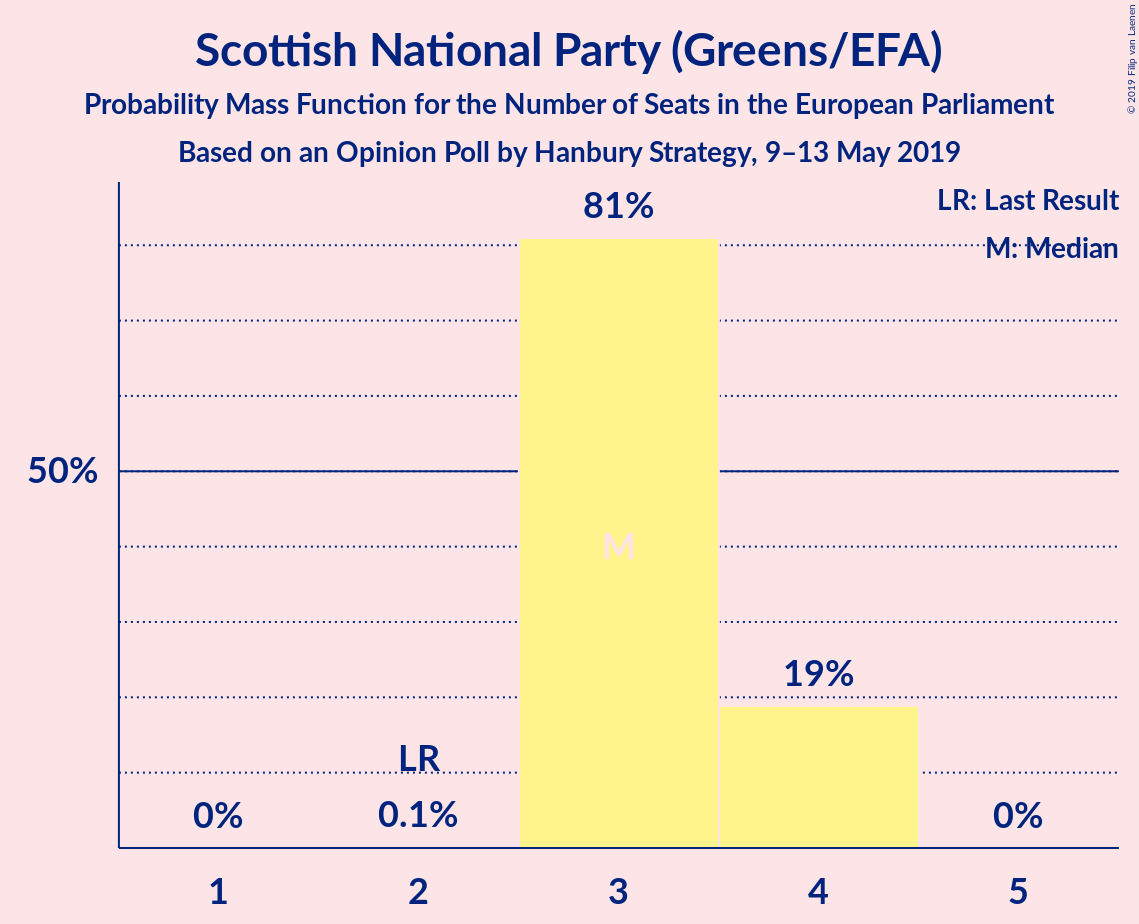 Scottish National Party (Greens/EFA)
Probability Mass Function for the Number of Seats in the European Parliament
Based on an Opinion Poll by Hanbury Strategy, 9–13 May 2019
© 2019 Filip van Laenen
LR: Last Result
M: Median
81%
50%
M
19%
LR
0%
0.1%
0%
1
2
3
4
5